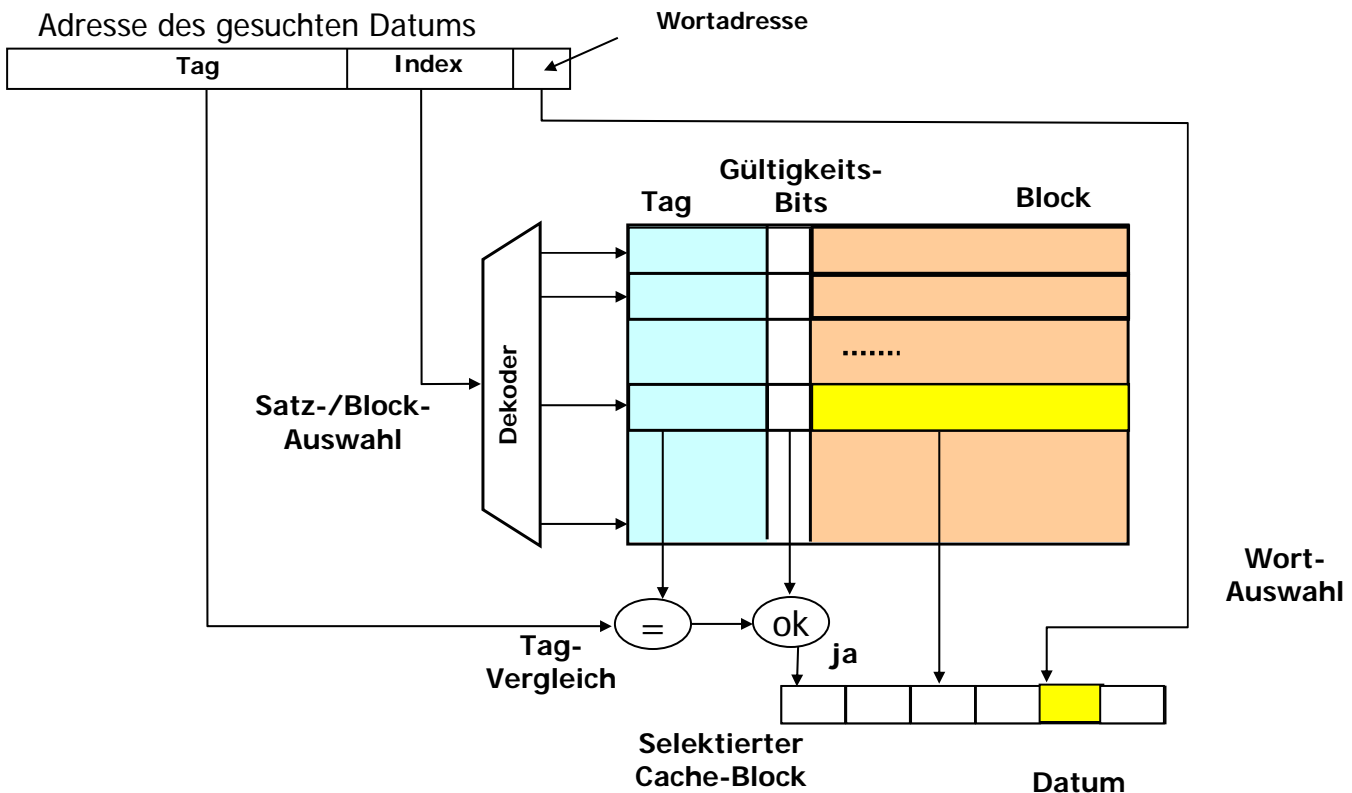 Adresse des gesuchten Datums
Wortadresse
Tag
Index
Gültigkeits-
Bits
Tag
Block
Dekoder
.......
Satz-/Block-
Auswahl
Wort-
Auswahl
=
ok
ja
Tag-
Vergleich
Selektierter
Cache-Block
Datum